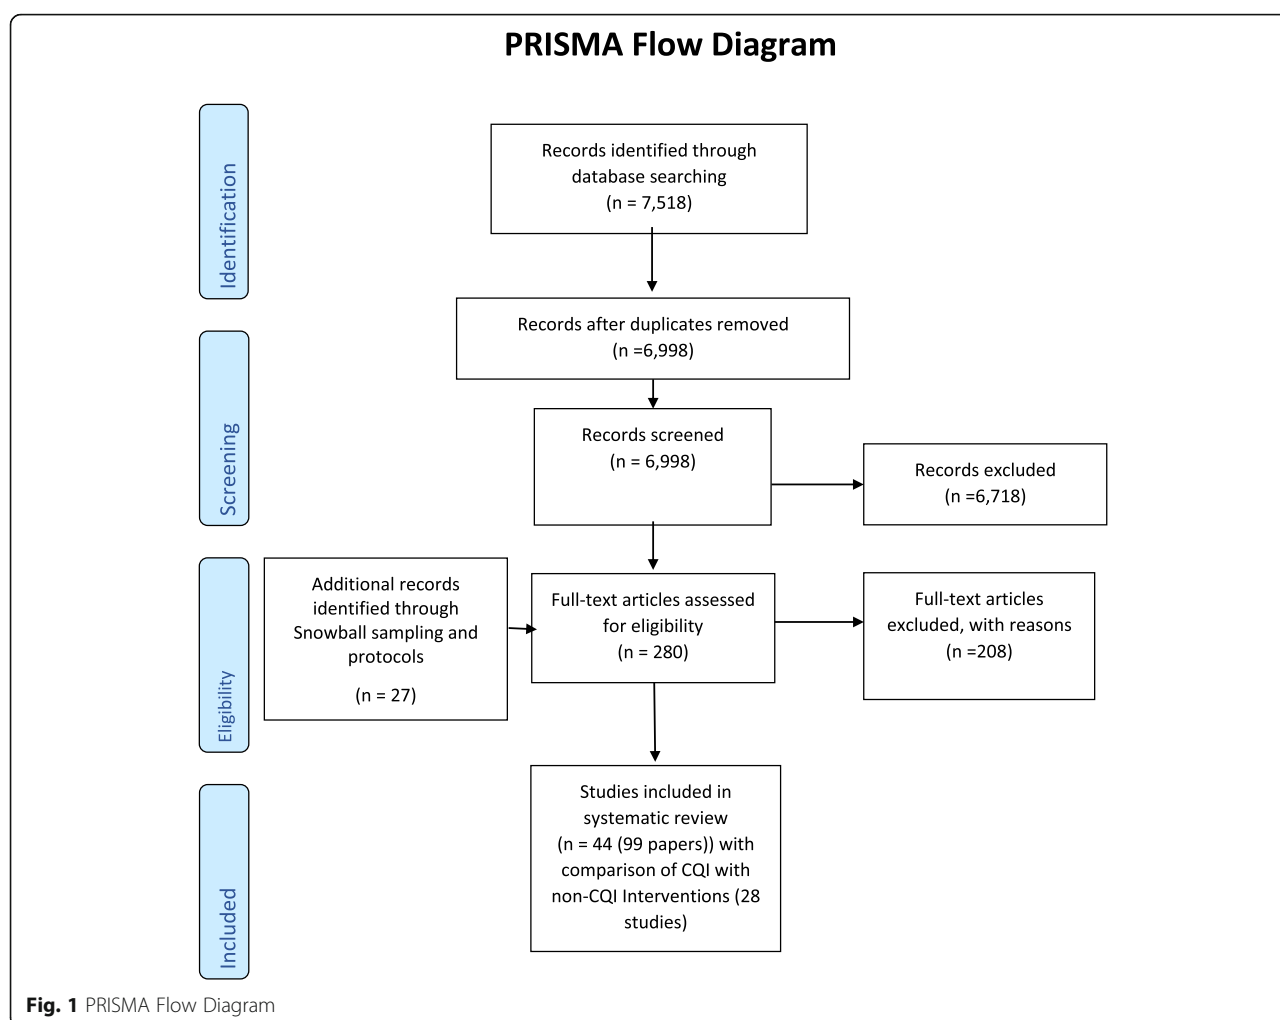 PRISMA Flow Diagram
Identification
Records identified through
database searching
(n = 7,518)
Records after duplicates removed
(n =6,998)
Screening
Records screened
(n = 6,998)
Records excluded
(n =6,718)
Eligibility
Additional records
identified through
Snowball sampling and
protocols
(n = 27)
Full-text articles assessed
for eligibility
(n = 280)
Full-text articles
excluded, with reasons
(n =208)
Included
Studies included in
systematic review
(n = 44 (99 papers)) with
comparison of CQI with
non-CQI Interventions (28
studies)
Fig. 1 PRISMA Flow Diagram